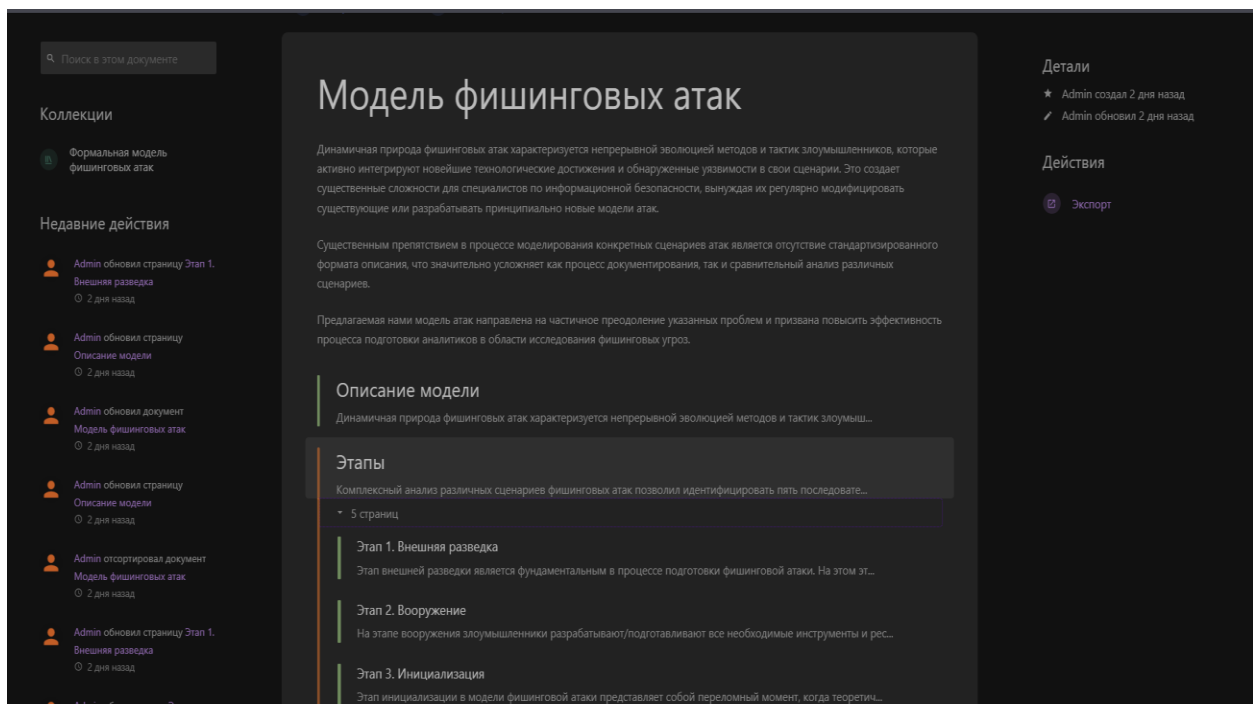 Поиск в этом документе
Коллекции
Формальная модель
фишинговых атак
Недавние действия
Admin обновил страницу Этап 1.
Внешняя разведка
2 дня назад
Admin обновил страницу
Описание модели
2 дня назад
Admin обновил документ
Модель фишинговых атак
2 дня назад
Admin обновил страницу
Описание модели
2 дня назад
Admin отсортировал документ
Модель фишинговых атак
2 дня назад
Admin обновил страницу Этап 1.
Внешняя разведка
2 дня назад
Модель фишинговых атак
Динамичная природа фишинговых атак характеризуется непрерывной эволюцией методов и тактик злоумышленников, которые
активно интегрируют новейшие технологические достижения и обнаруженные уязвимости в свои сценарии. Это создает
существенные сложности для специалистов по информационной безопасности, вынуждая их регулярно модифицировать
существующие или разрабатывать принципиально новые модели атак.
Существенным препятствием в процессе моделирования конкретных сценариев атак является отсутствие стандартизированного
формата описания, что значительно усложняет как процесс документирования, так и сравнительный анализ различных
сценариев.
Предлагаемая нами модель атак направлена на частичное преодоление указанных проблем и призвана повысить эффективность
процесса подготовки аналитиков в области исследования фишинговых угроз.
Описание модели
Динамичная природа фишинговых атак характеризуется непрерывной эволюцией методов и тактик злоумыш...
Этапы
Комплексный анализ различных сценариев фишинговых атак позволил идентифицировать пять последовате...
5 страниц
Этап 1. Внешняя разведка
Этап внешней разведки является фундаментальным в процессе подготовки фишинговой атаки. На этом эт...
Этап 2. Вооружение
На этапе вооружения злоумышленники разрабатывают/подготавливают все необходимые инструменты и рес...
Этап 3. Инициализация
Этап инициализации в модели фишинговой атаки представляет собой переломный момент, когда теоретич...
Детали
Admin создал 2 дня назад
Admin обновил 2 дня назад
Действия
Экспорт